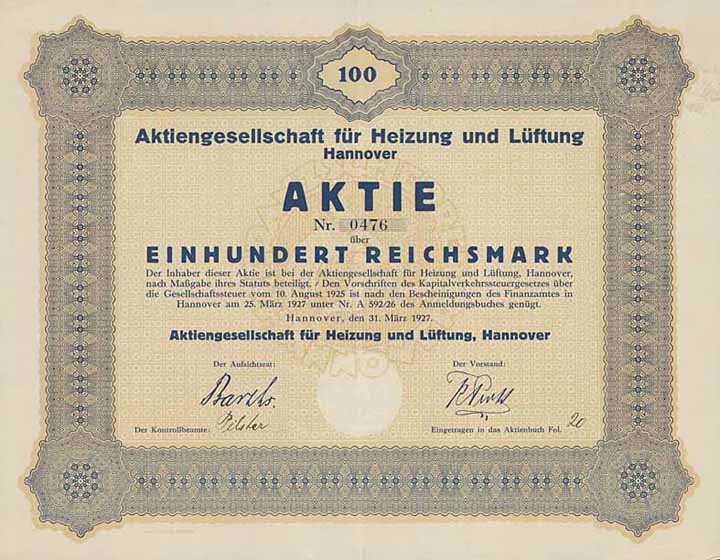 100
Aktiengesellschaft für Heizung und Lüftung
Hannover
AKTIE
Nr. 0476
über
EINHUNDERT REICHSMARK
Der Inhaber dieser Aktie ist bei der Aktiengesellschaft für Heizung und Lüftung, Hannover,
nach Maßgabe ihres Statuts beteiligt. / Den Vorschriften des Kapitalverkehrssteuergesetzes über
die Gesellschaftssteuer vom 10. August 1925 ist nach den Bescheinigungen des Finanzamtes in
Hannover am 25. März 1927 unter Nr. A 592/26 des Anmeldungsbuches genügt.
Hannover, den 31. März 1927.
Aktiengesellschaft für Heizung und Lüftung, Hannover
Der Aufsichtsrat:
Der Vorstand:
Der Kontrollbeamte:
Eingetragen in das Aktienbuch Fol. 20